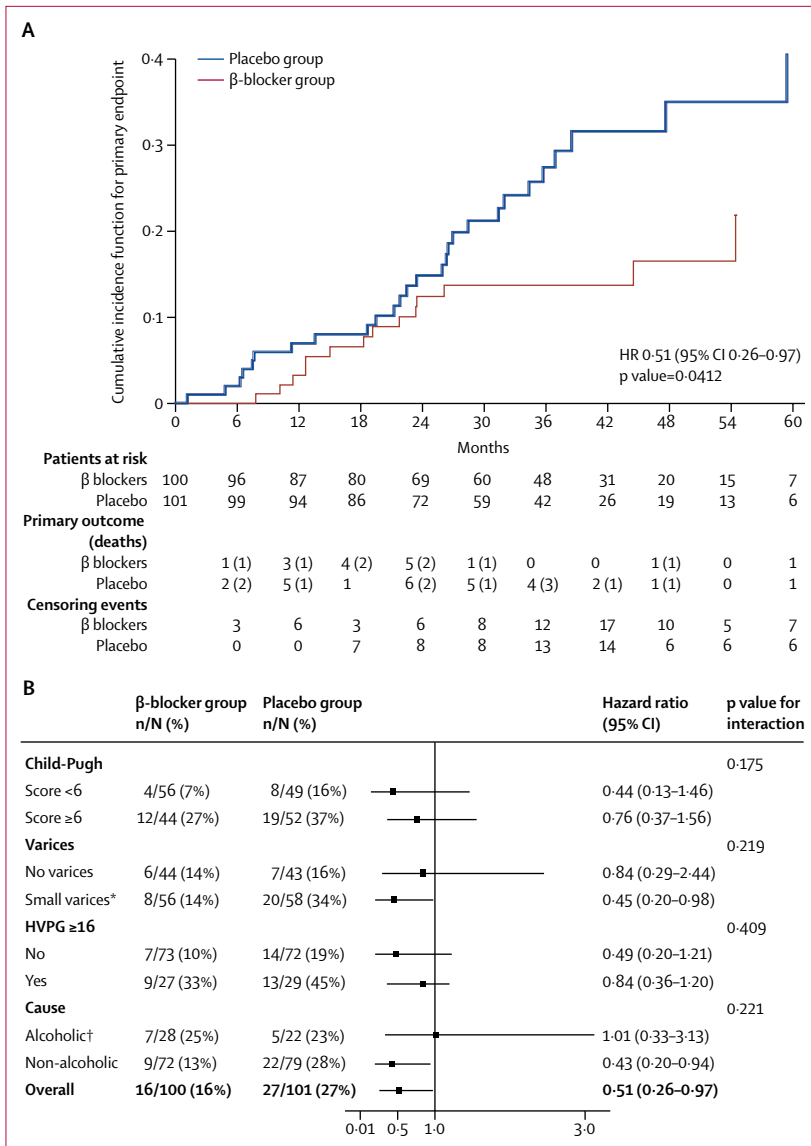 A
0·4
0·3
0·2
0·1
0
Cumulative incidence function for primary endpoint
Placebo group
β-blocker group
HR 0·51 (95% CI 0·26–0·97)
p value=0·0412
0 6 12 18 24 30 36 42 48 54 60
Months
Patients at risk
β blockers 100 96 87 80 69 60 48 31 20 15 7
Placebo 101 99 94 86 72 59 42 26 19 13 6
Primary outcome
(deaths)
β blockers 1 (1) 3 (1) 4 (2) 5 (2) 1 (1) 0 0 1 (1) 0 1
Placebo 2 (2) 5 (1) 1 6 (2) 5 (1) 4 (3) 2 (1) 1 (1) 0 1
Censoring events
β blockers 3 6 3 6 8 12 17 10 5 7
Placebo 0 0 7 8 8 13 14 6 6 6
B
β-blocker group Placebo group Hazard ratio p value for
n/N (%) n/N (%) (95% CI) interaction
Child-Pugh 0·175
Score <6 4/56 (7%) 8/49 (16%) 0·44 (0·13–1·46)
Score ≥6 12/44 (27%) 19/52 (37%) 0·76 (0·37–1·56)
Varices 0·219
No varices 6/44 (14%) 7/43 (16%) 0·84 (0·29–2·44)
Small varices* 8/56 (14%) 20/58 (34%) 0·45 (0·20–0·98)
HVPG ≥16 0·409
No 7/73 (10%) 14/72 (19%) 0·49 (0·20–1·21)
Yes 9/27 (33%) 13/29 (45%) 0·84 (0·36–1·20)
Cause 0·221
Alcoholic† 7/28 (25%) 5/22 (23%) 1·01 (0·33–3·13)
Non-alcoholic 9/72 (13%) 22/79 (28%) 0·43 (0·20–0·94)
Overall 16/100 (16%) 27/101 (27%) 0·51 (0·26–0·97)
0·01 0·5 1·0 3·0